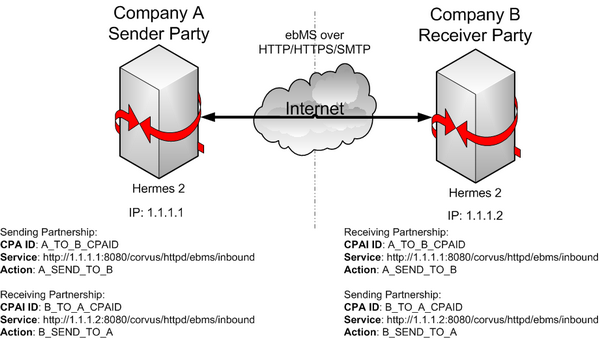 Company A
Sender Party
ebMS over
HTTP/HTTPS/SMTP
Company B
Receiver Party
Internet
Hermes 2
IP: 1.1.1.1
Hermes 2
IP: 1.1.1.2
Sending Partnership:
CPA ID: A_TO_B_CPAID
Service: http://1.1.1.1:8080/corvus/httpd/ebms/inbound
Action: A_SEND_TO_B
Receiving Partnership:
CPAI ID: B_TO_A_CPAID
Service: http://1.1.1.2:8080/corvus/httpd/ebms/inbound
Action: B_SEND_TO_A
Receiving Partnership:
CPA ID: A_TO_B_CPAID
Service: http://1.1.1.1:8080/corvus/httpd/ebms/inbound
Action: A_SEND_TO_B
Sending Partnership:
CPAI ID: B_TO_A_CPAID
Service: http://1.1.1.2:8080/corvus/httpd/ebms/inbound
Action: B_SEND_TO_A